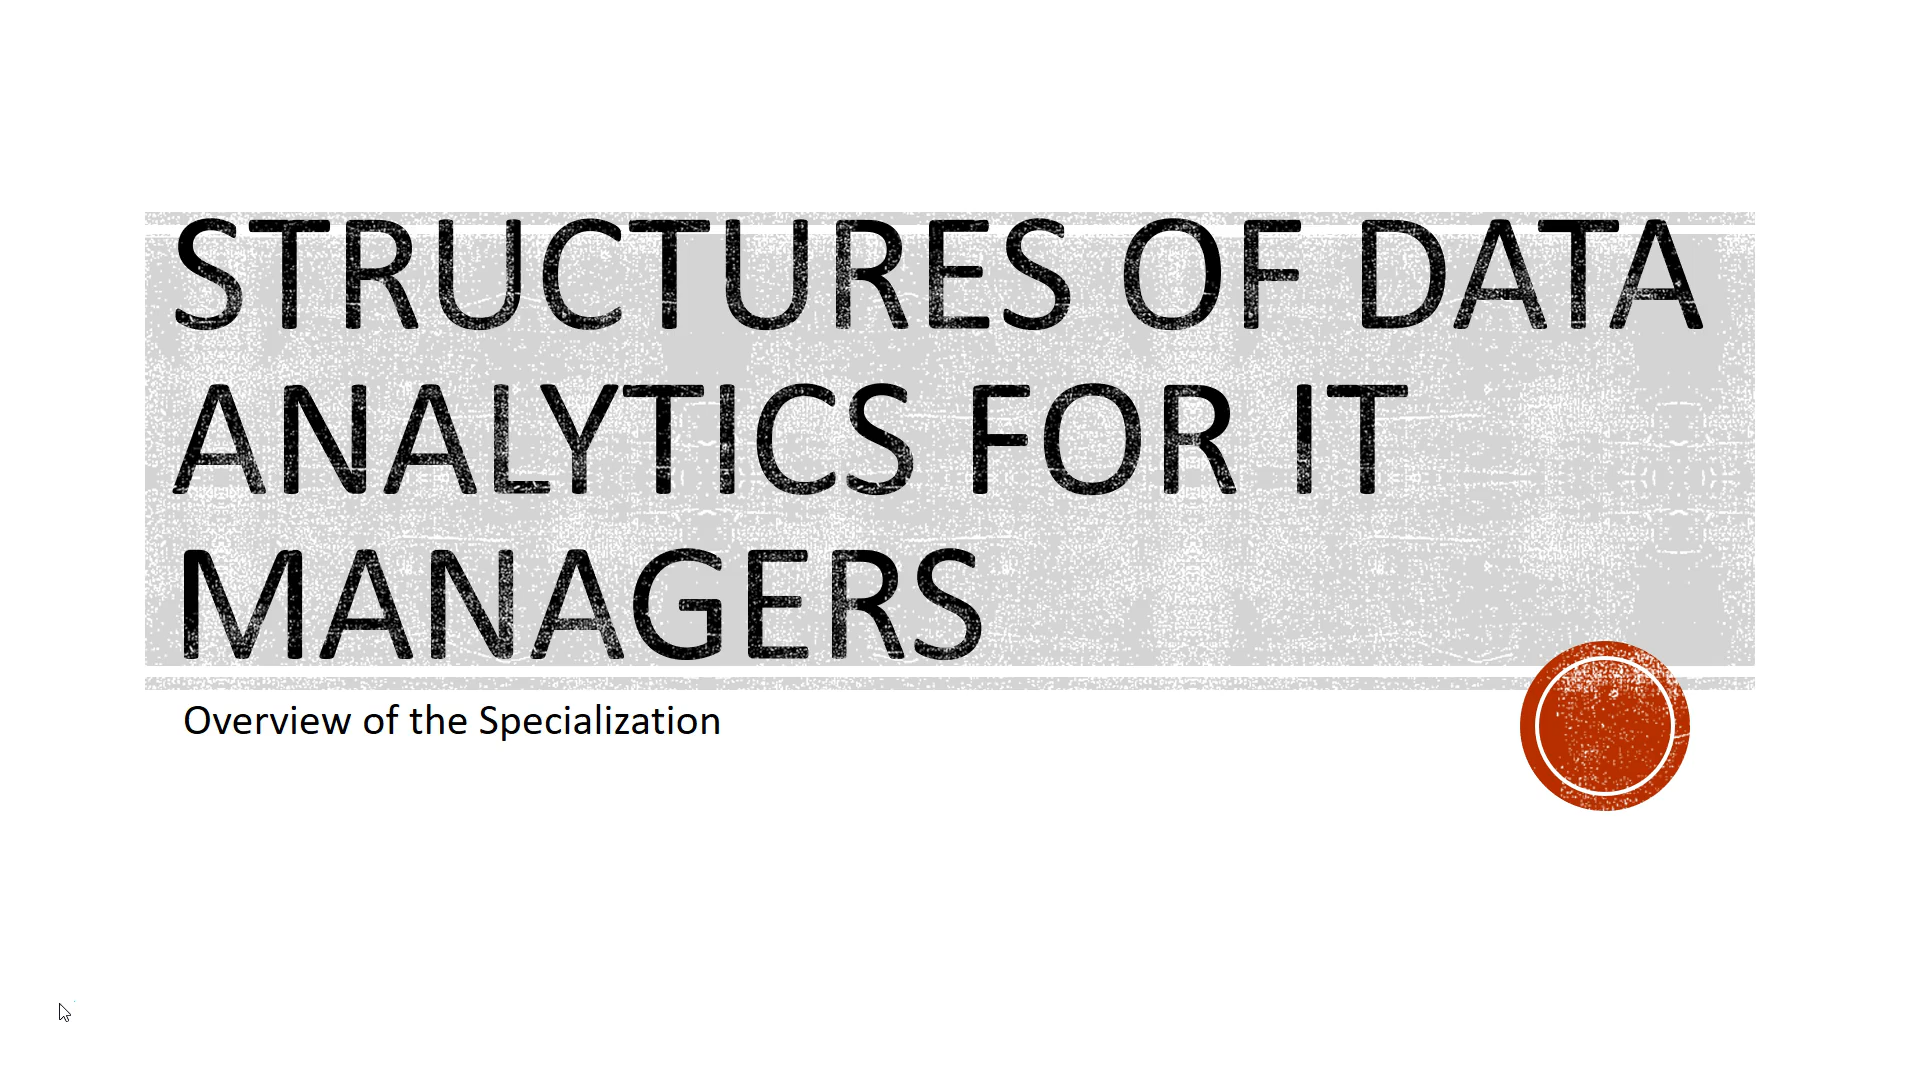 STRUCTURES OF DATA
ANALYTICS FOR IT
MANAGERS
Overview of the Specialization